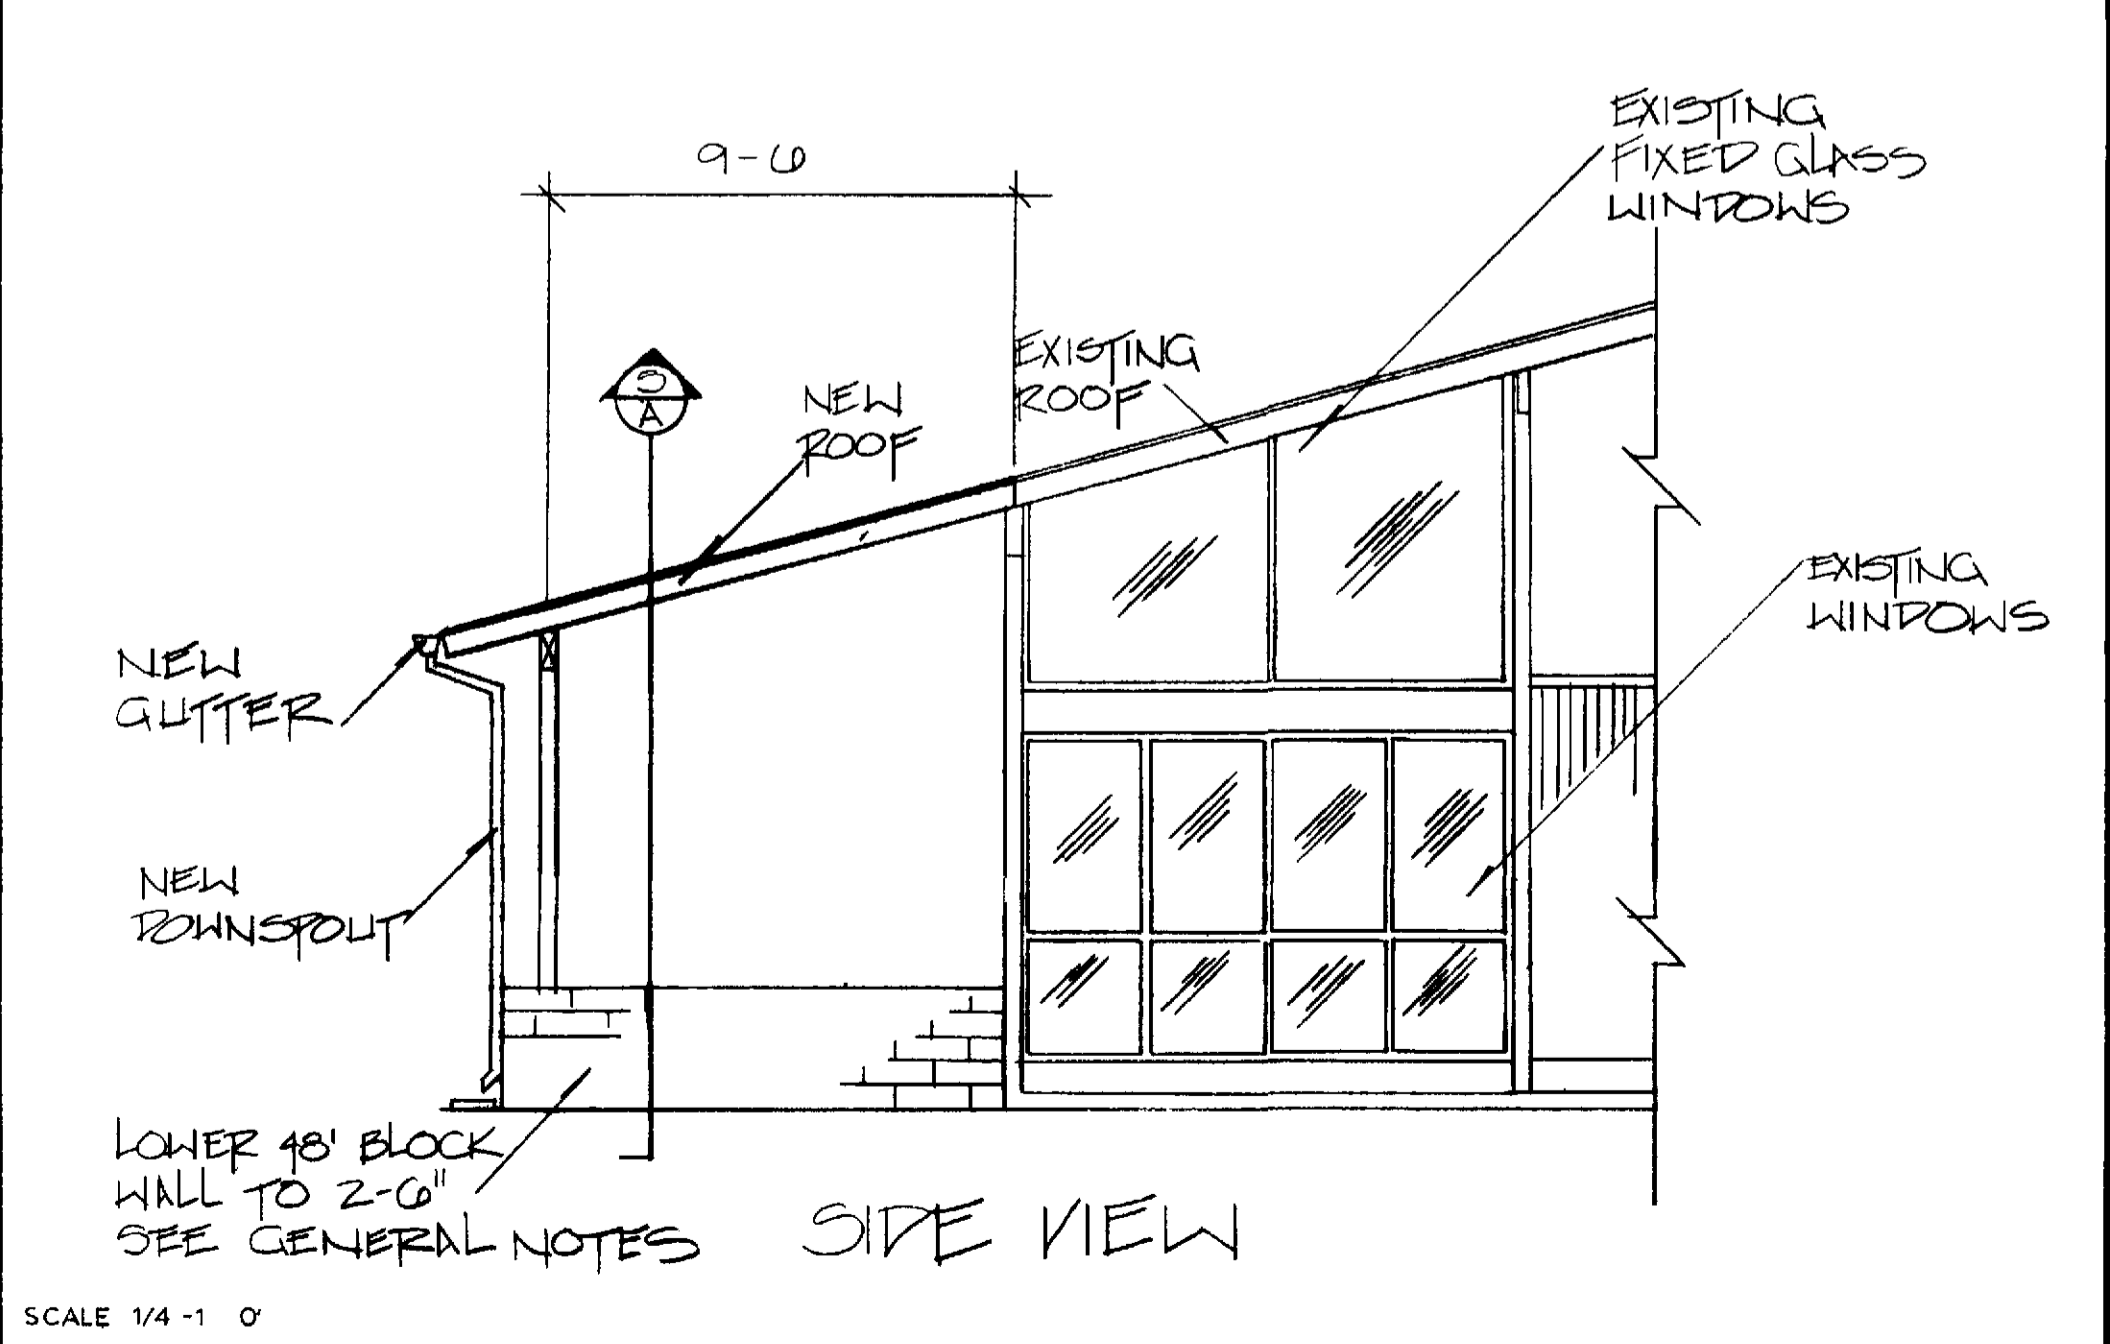 EXISTING
FIXED GLASS
WINDOWS
9-6
EXISTING
ROOF
S
A
NEW
ROOF
EXISTING
WINDOWS
NEW
GUTTER
NEW
DOWNSPOUT
LOWER 48' BLOCK
WALL TO 2-6"
SEE GENERAL NOTES
SIDE VIEW
SCALE 1/4 -1 0'